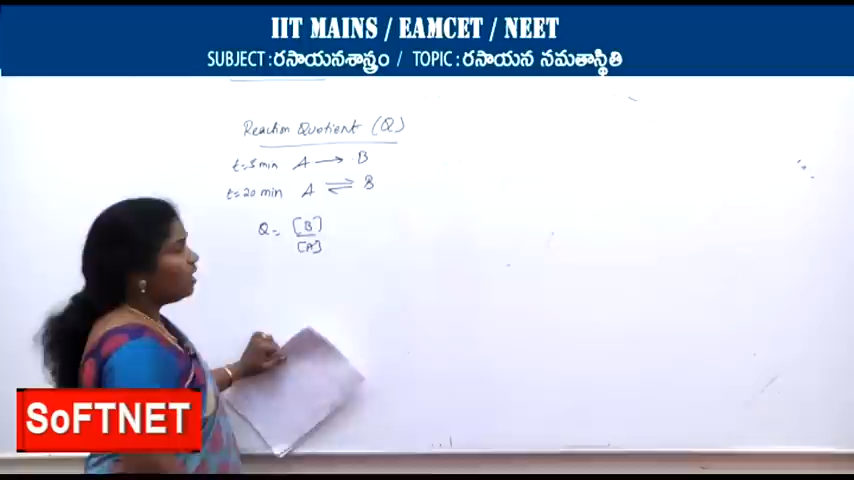 IIT MAINS / EAMCET / NEET
SUBJECT : రసాయనశాస్త్రం / TOPIC : రసాయన సమతాస్థితి
Reaction Quotient (Q)
t=5 min A → B
t=20 min A ⇌ B
Q = [B]
[A]
SoFTNET